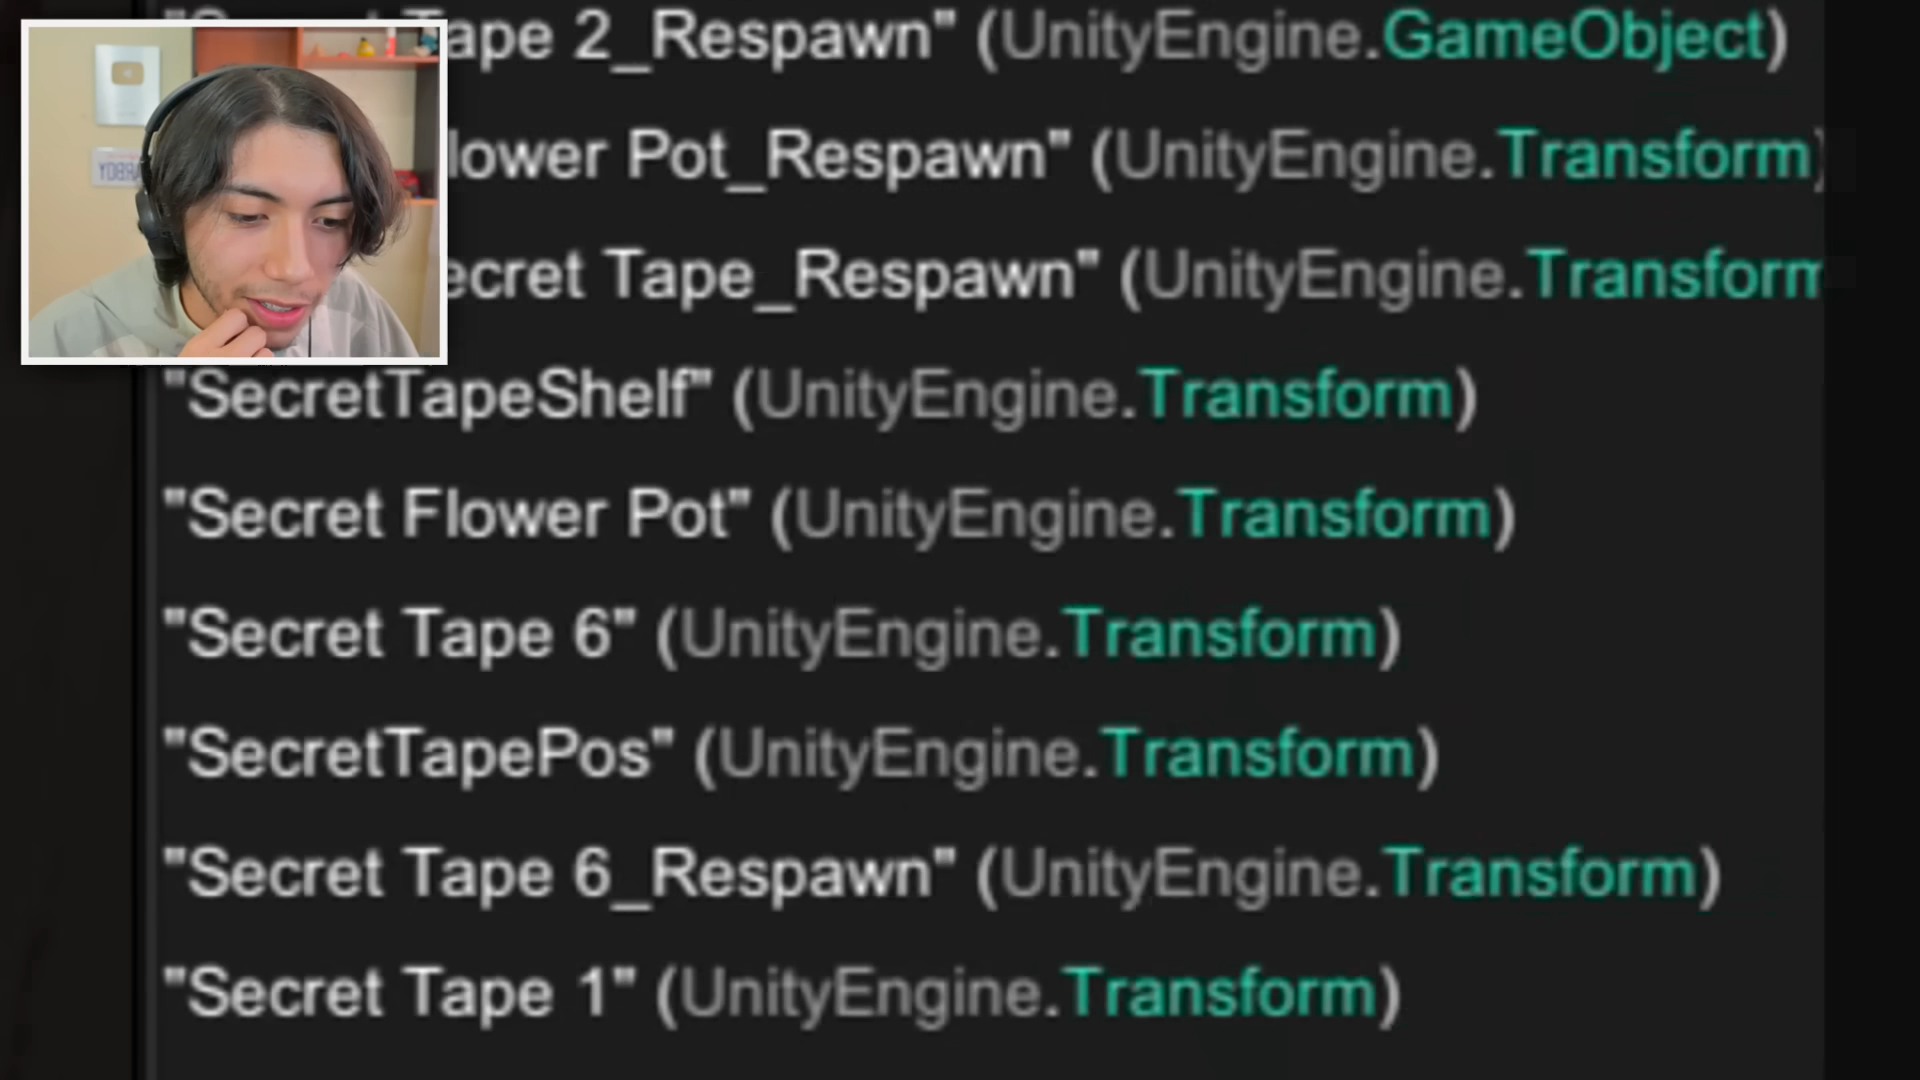 ape 2_Respawn" (UnityEngine.GameObject)
lower Pot_Respawn" (UnityEngine.Transform)
ecret Tape_Respawn" (UnityEngine.Transform
"SecretTapeShelf" (UnityEngine.Transform)
"Secret Flower Pot" (UnityEngine.Transform)
"Secret Tape 6" (UnityEngine.Transform)
"SecretTapePos" (UnityEngine.Transform)
"Secret Tape 6_Respawn" (UnityEngine.Transform)
"Secret Tape 1" (UnityEngine.Transform)